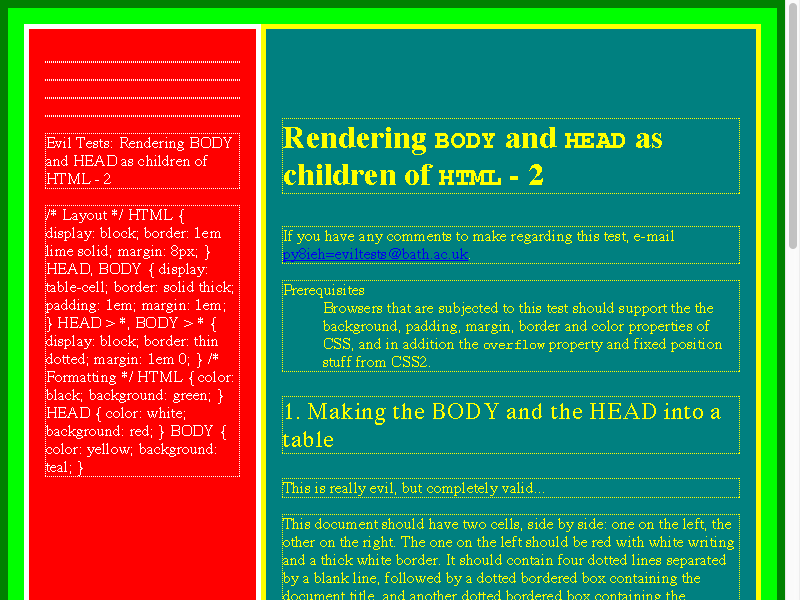 Evil Tests: Rendering BODY
and HEAD as children of
HTML - 2
/* Layout */ HTML {
display: block; border: 1em
lime solid; margin: 8px; }
HEAD, BODY { display:
table-cell; border: solid thick;
padding: 1em; margin: 1em;
} HEAD > *, BODY > * {
display: block; border: thin
dotted; margin: 1em 0; } /*
Formatting */ HTML { color:
black; background: green; }
HEAD { color: white;
background: red; } BODY {
color: yellow; background:
teal; }
Rendering BODY and HEAD as
children of HTML - 2
If you have any comments to make regarding this test, e-mail
py8ieh=eviltests@bath.ac.uk.
Prerequisites
Browsers that are subjected to this test should support the the
background, padding, margin, border and color properties of
CSS, and in addition the overflow property and fixed position
stuff from CSS2.
1. Making the BODY and the HEAD into a
table
This is really evil, but completely valid...
This document should have two cells, side by side: one on the left, the
other on the right. The one on the left should be red with white writing
and a thick white border. It should contain four dotted lines separated
by a blank line, followed by a dotted bordered box containing the
document title, and another dotted bordered box containing the